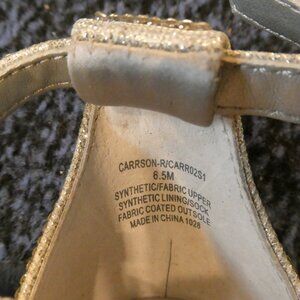 CARRSON-R/CARR02S1
6.5M
SYNTHETIC/FABRIC UPPER
SYNTHETIC LINING/SOCK
FABRIC COATED OUTSOLE
MADE IN CHINA 1028